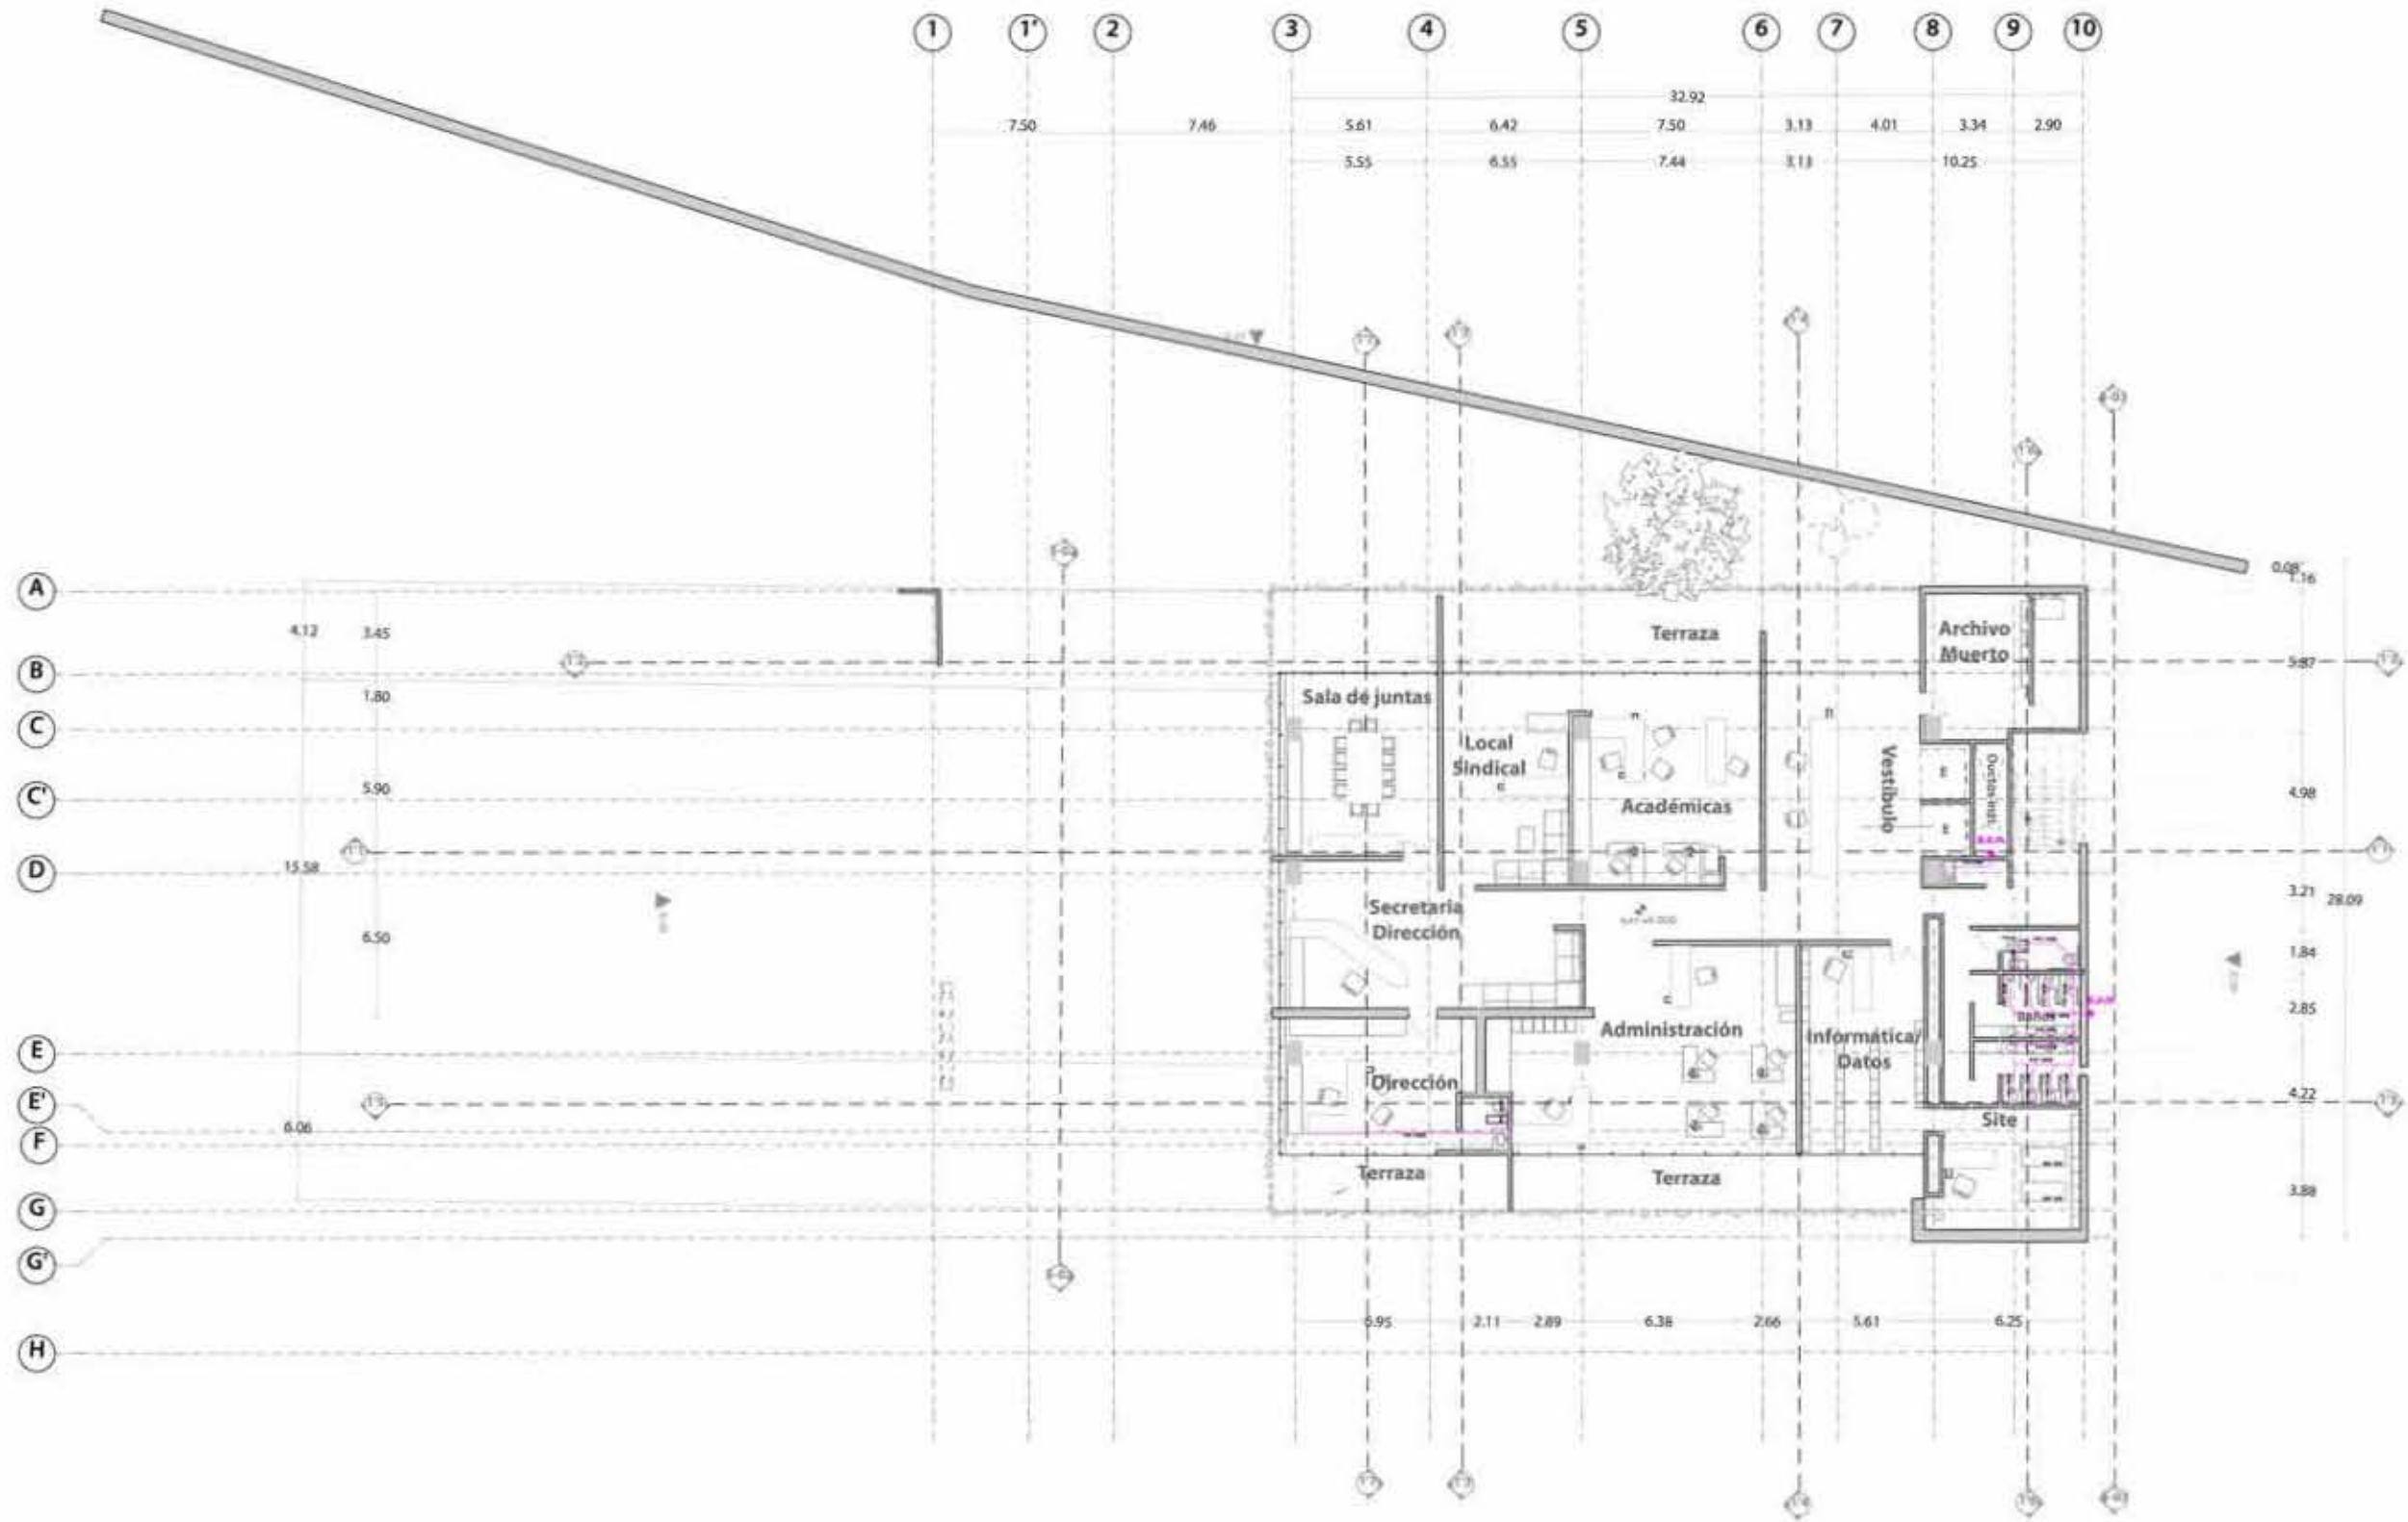 1 1' 2 3 4 5 6 7 8 9 10
32.92
7.50 7.46 5.61 6.42 7.50 3.13 4.01 3.34 2.90
5.55 6.55 7.44 3.13 10.25
A
B
C
C'
D
E
E'
F
G
G'
H
4.12 3.45
1.80
5.90
15.58
6.50
6.06
0.08
1.16
5.87
4.98
3.21
28.09
1.84
2.85
4.22
3.88
Terraza
Archivo
Muerto
Sala de juntas
Local
Sindical
Académicas
Vestíbulo
Ductos inst.
Secretaria
Dirección
Administración
Informática/
Datos
Baños
Dirección
Site
Terraza
Terraza
2.11 2.89 6.38 2.66 5.61 6.25